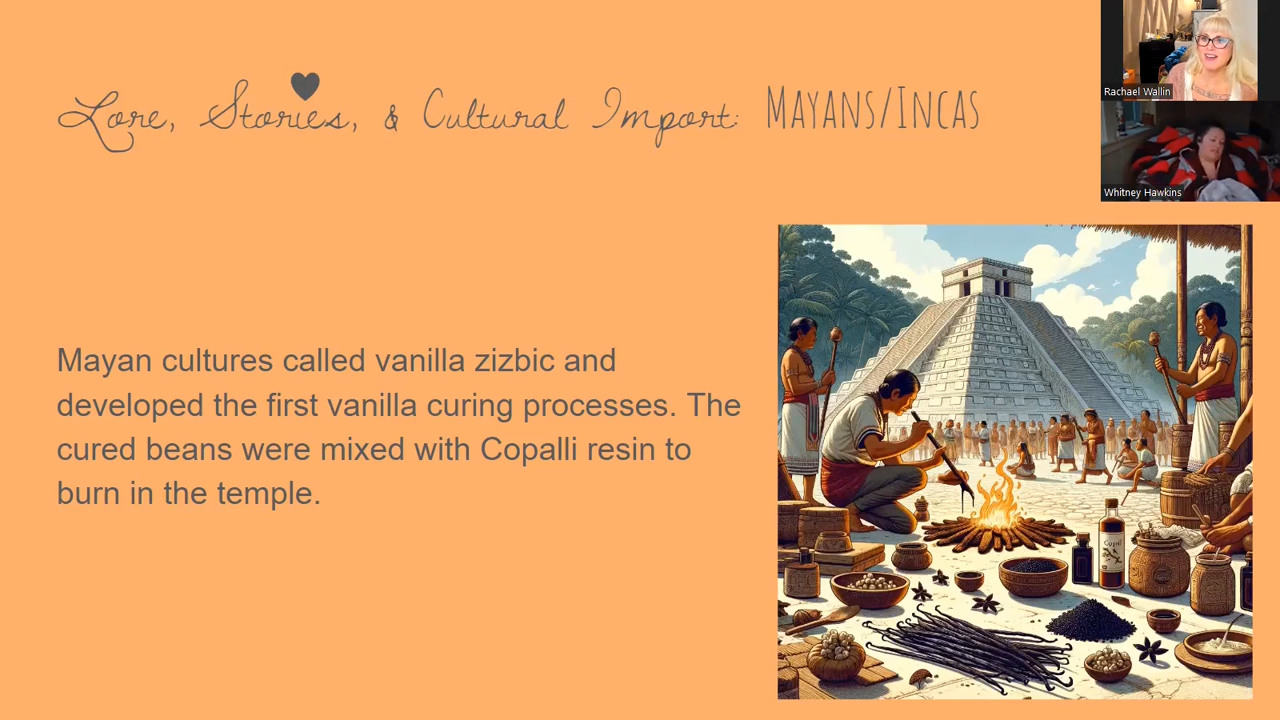 Lore, Stories, & Cultural Import: Mayans/Incas
Rachael Wallin
Whitney Hawkins
Mayan cultures called vanilla zizbic and
developed the first vanilla curing processes. The
cured beans were mixed with Copalli resin to
burn in the temple.
Copal